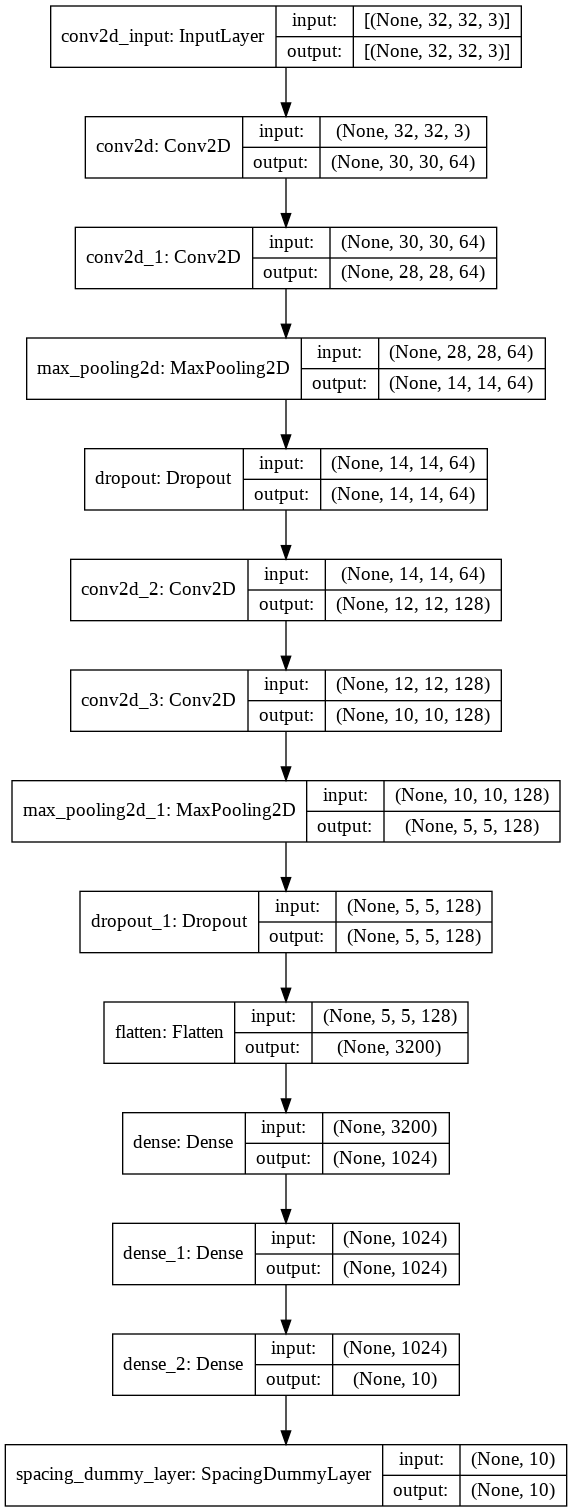 conv2d_input: InputLayer input: [(None, 32, 32, 3)]
output: [(None, 32, 32, 3)]
conv2d: Conv2D input: (None, 32, 32, 3)
output: (None, 30, 30, 64)
conv2d_1: Conv2D input: (None, 30, 30, 64)
output: (None, 28, 28, 64)
max_pooling2d: MaxPooling2D input: (None, 28, 28, 64)
output: (None, 14, 14, 64)
dropout: Dropout input: (None, 14, 14, 64)
output: (None, 14, 14, 64)
conv2d_2: Conv2D input: (None, 14, 14, 64)
output: (None, 12, 12, 128)
conv2d_3: Conv2D input: (None, 12, 12, 128)
output: (None, 10, 10, 128)
max_pooling2d_1: MaxPooling2D input: (None, 10, 10, 128)
output: (None, 5, 5, 128)
dropout_1: Dropout input: (None, 5, 5, 128)
output: (None, 5, 5, 128)
flatten: Flatten input: (None, 5, 5, 128)
output: (None, 3200)
dense: Dense input: (None, 3200)
output: (None, 1024)
dense_1: Dense input: (None, 1024)
output: (None, 1024)
dense_2: Dense input: (None, 1024)
output: (None, 10)
spacing_dummy_layer: SpacingDummyLayer input: (None, 10)
output: (None, 10)